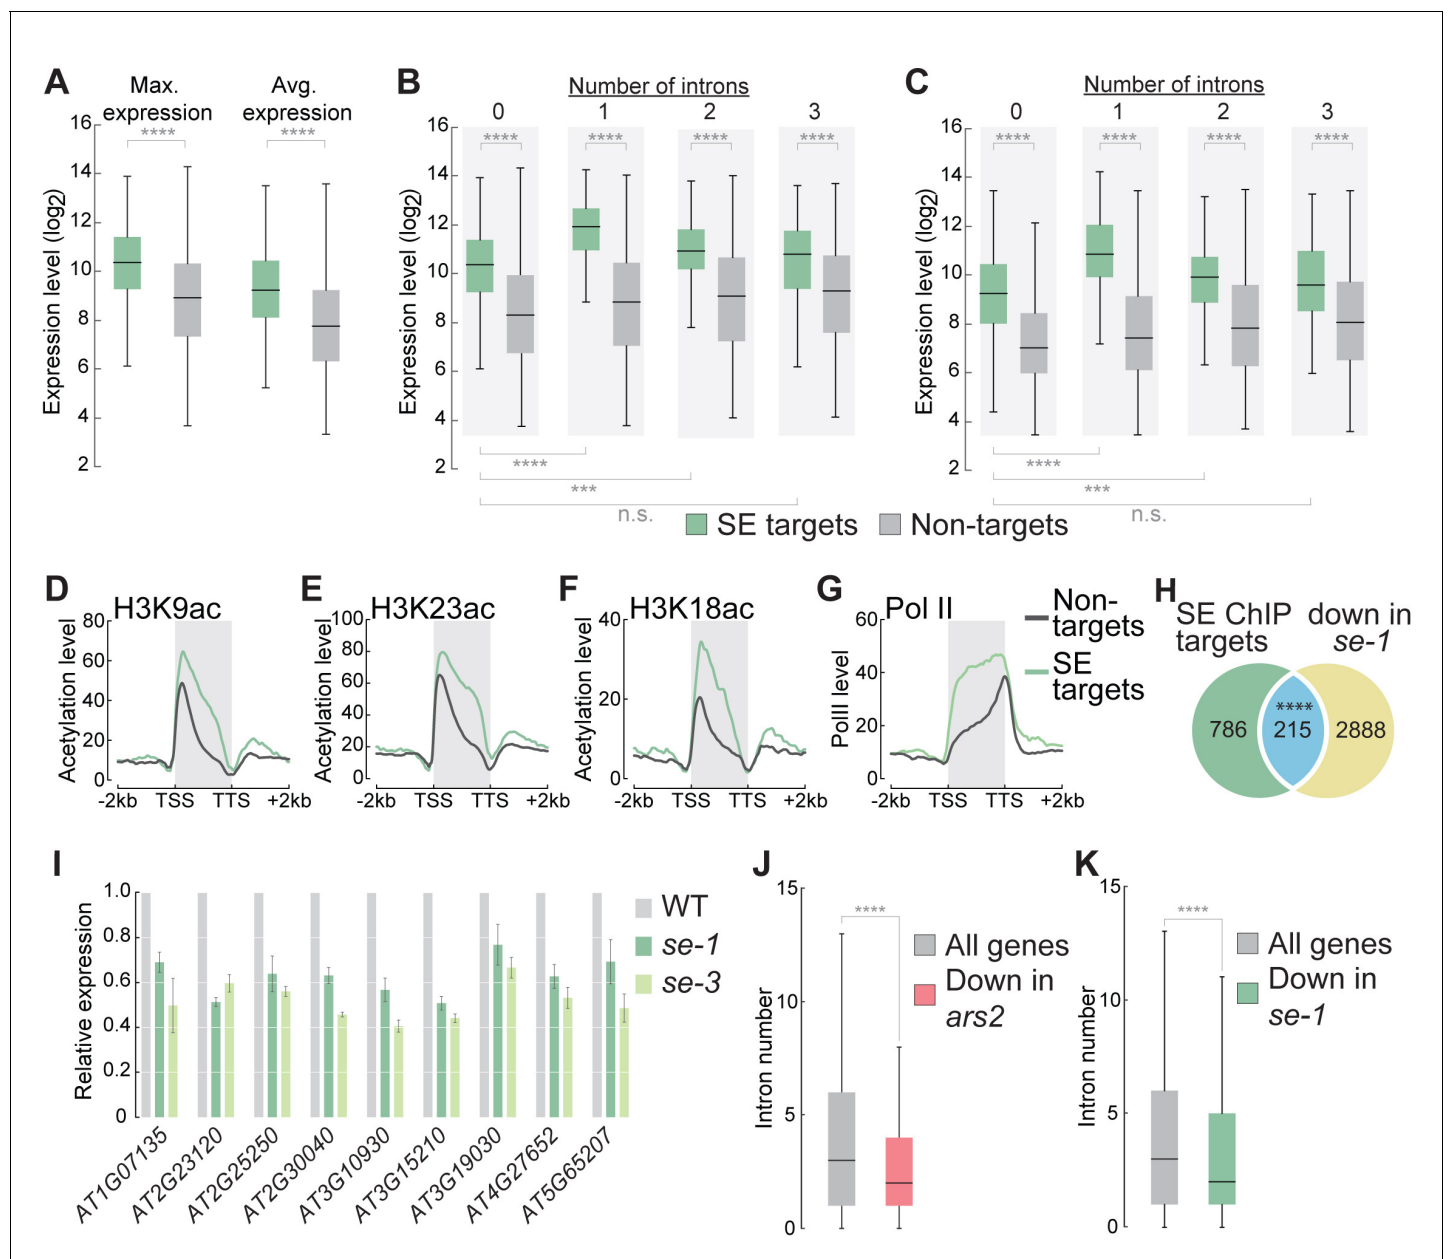 A
Max.
expression
Avg.
expression
****
****
16
14
12
10
8
6
4
2
Expression level (log2)
B
Number of introns
0
1
2
3
****
****
****
****
16
14
12
10
8
6
4
2
Expression level (log2)
****
***
n.s.
C
Number of introns
0
1
2
3
****
****
****
****
16
14
12
10
8
6
4
2
Expression level (log2)
****
***
n.s.
SE targets
Non-targets
D
H3K9ac
80
60
40
20
0
Acetylation level
-2kb TSS TTS +2kb
E
H3K23ac
100
80
60
40
20
0
Acetylation level
-2kb TSS TTS +2kb
F
H3K18ac
40
20
0
Acetylation level
-2kb TSS TTS +2kb
G
Pol II
60
40
20
0
PolII level
-2kb TSS TTS +2kb
Non-
targets
SE
targets
H
SE ChIP
targets
down in
se-1
786
****
215
2888
I
1.0
0.8
0.6
0.4
0.2
0
Relative expression
AT1G07135
AT2G23120
AT2G25250
AT2G30040
AT3G10930
AT3G15210
AT3G19030
AT4G27652
AT5G65207
WT
se-1
se-3
J
15
10
5
0
Intron number
****
All genes
Down in
ars2
K
15
10
5
0
Intron number
****
All genes
Down in
se-1